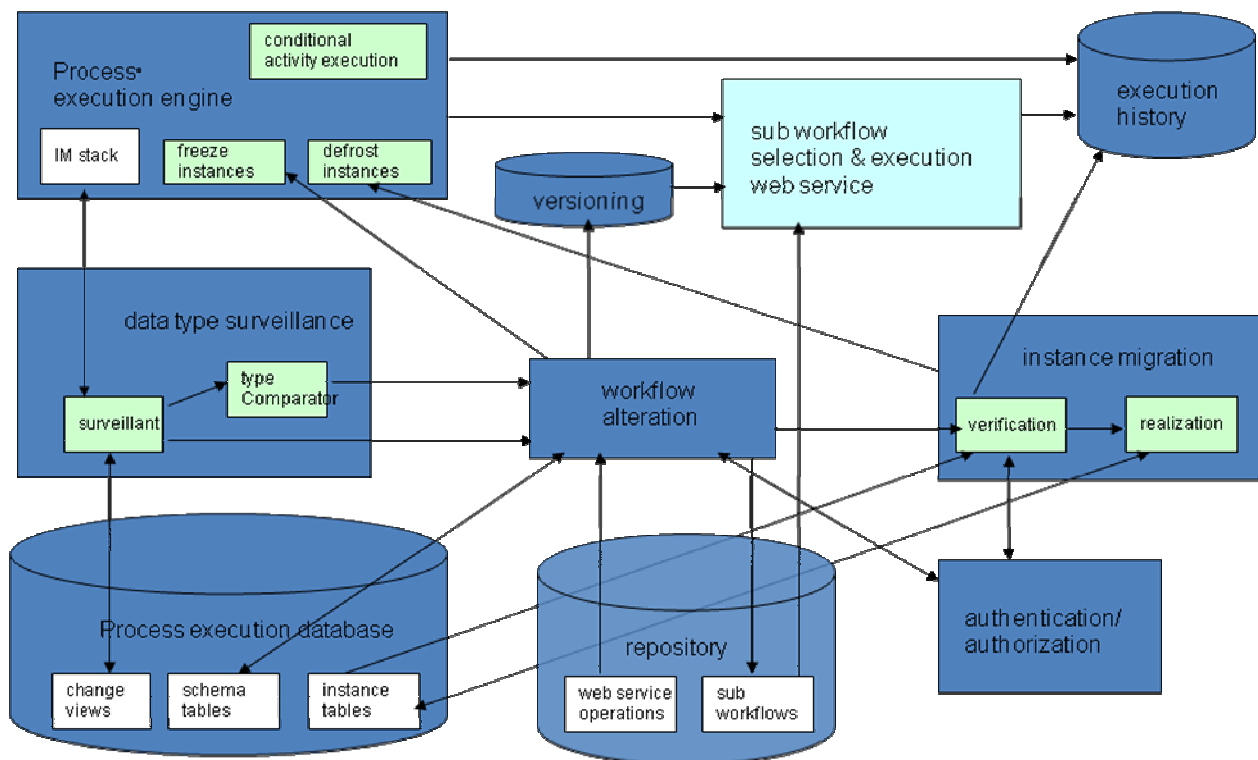 conditional
activity execution
Process•
execution engine
IM stack
freeze
instances
defrost
instances
versioning
sub workflow
selection & execution
web service
execution
history
data type surveillance
type
Comparator
surveillant
workflow
alteration
instance migration
verification
realization
Process execution database
change
views
schema
tables
instance
tables
repository
web service
operations
sub
workflows
authentication/
authorization